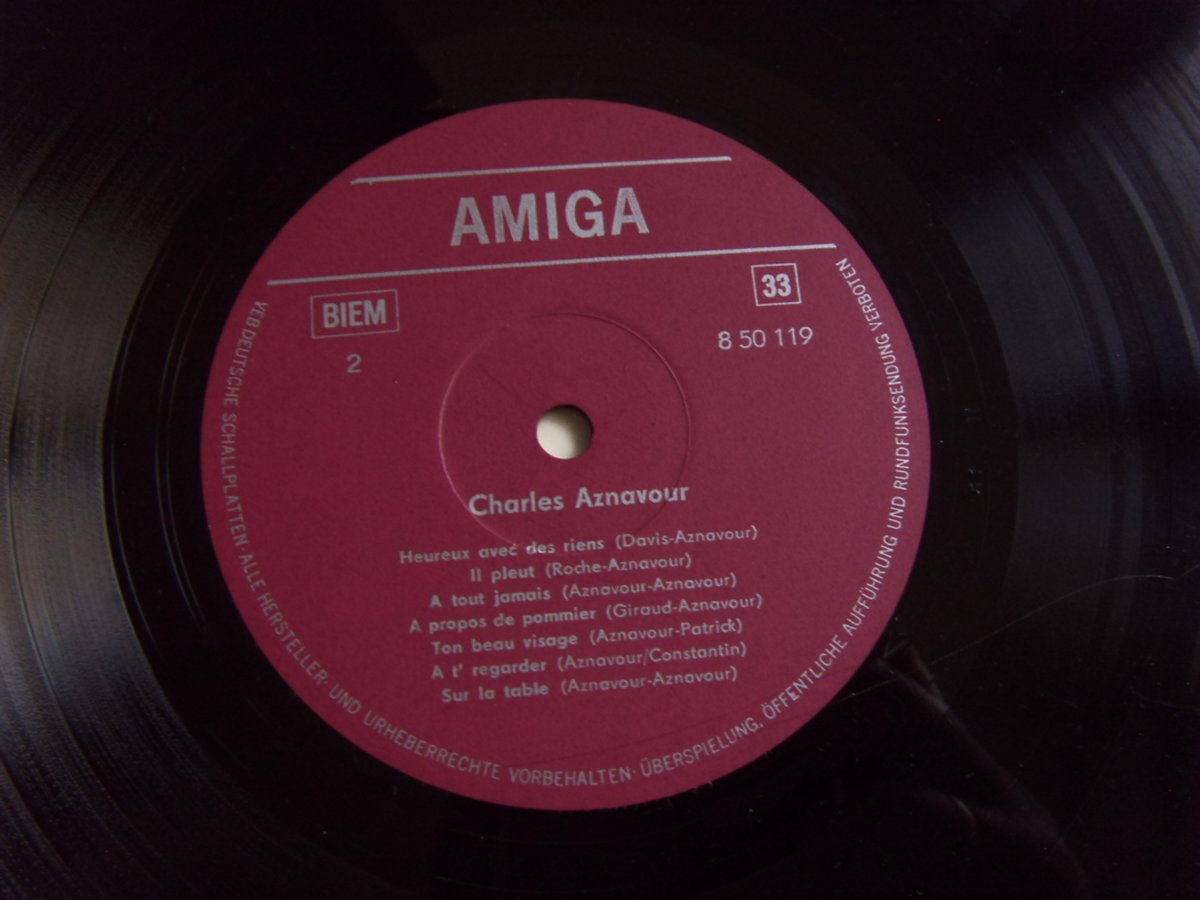 AMIGA
BIEM
33
2
8 50 119
Charles Aznavour
Heureux avec des riens (Davis-Aznavour)
Il pleut (Roche-Aznavour)
A tout jamais (Aznavour-Aznavour)
A propos de pommier (Giraud-Aznavour)
Ton beau visage (Aznavour-Patrick)
A t' regarder (Aznavour/Constantin)
Sur la table (Aznavour-Aznavour)
VEB DEUTSCHE SCHALLPLATTEN · ALLE HERSTELLER- UND URHEBERRECHTE VORBEHALTEN · ÜBERSPIELUNG, ÖFFENTLICHE AUFFÜHRUNG UND RUNDFUNKSENDUNG VERBOTEN